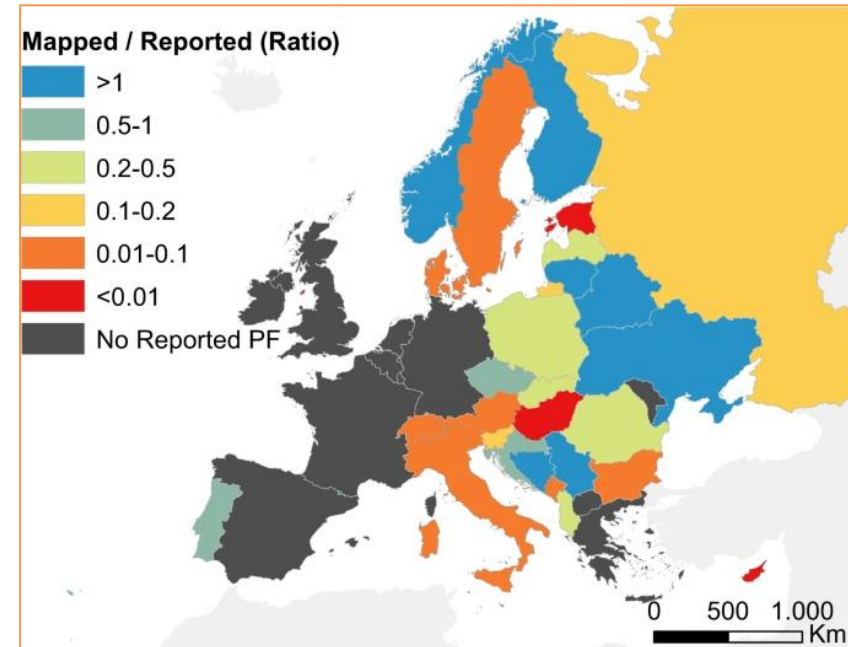 Mapped / Reported (Ratio)
>1
0.5-1
0.2-0.5
0.1-0.2
0.01-0.1
<0.01
No Reported PF
0 500 1.000
Km